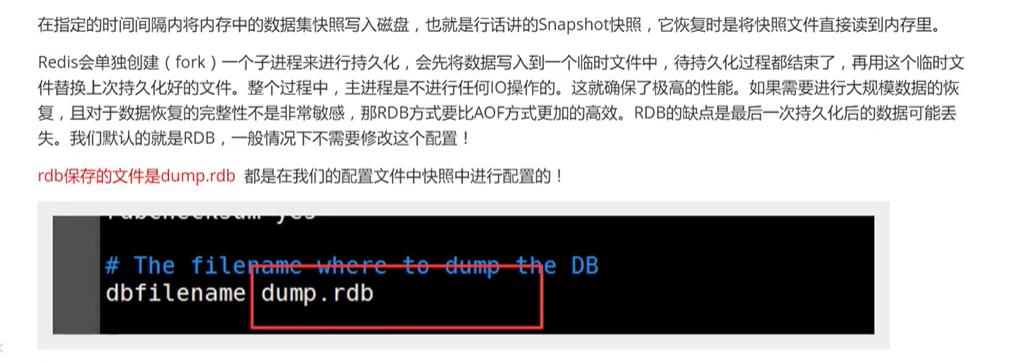 在指定的时间间隔内将内存中的数据集快照写入磁盘，也就是行话讲的Snapshot快照，它恢复时是将快照文件直接读到内存里。
Redis会单独创建（fork）一个子进程来进行持久化，会先将数据写入到一个临时文件中，待持久化过程都结束了，再用这个临时文
件替换上次持久化好的文件。整个过程中，主进程是不进行任何IO操作的。这就确保了极高的性能。如果需要进行大规模数据的恢
复，且对于数据恢复的完整性不是非常敏感，那RDB方式要比AOF方式更加的高效。RDB的缺点是最后一次持久化后的数据可能丢
失。我们默认的就是RDB，一般情况下不需要修改这个配置！
rdb保存的文件是dump.rdb 都是在我们的配置文件中快照中进行配置的！
rdbchecksum yes
# The filename where to dump the DB
dbfilename dump.rdb